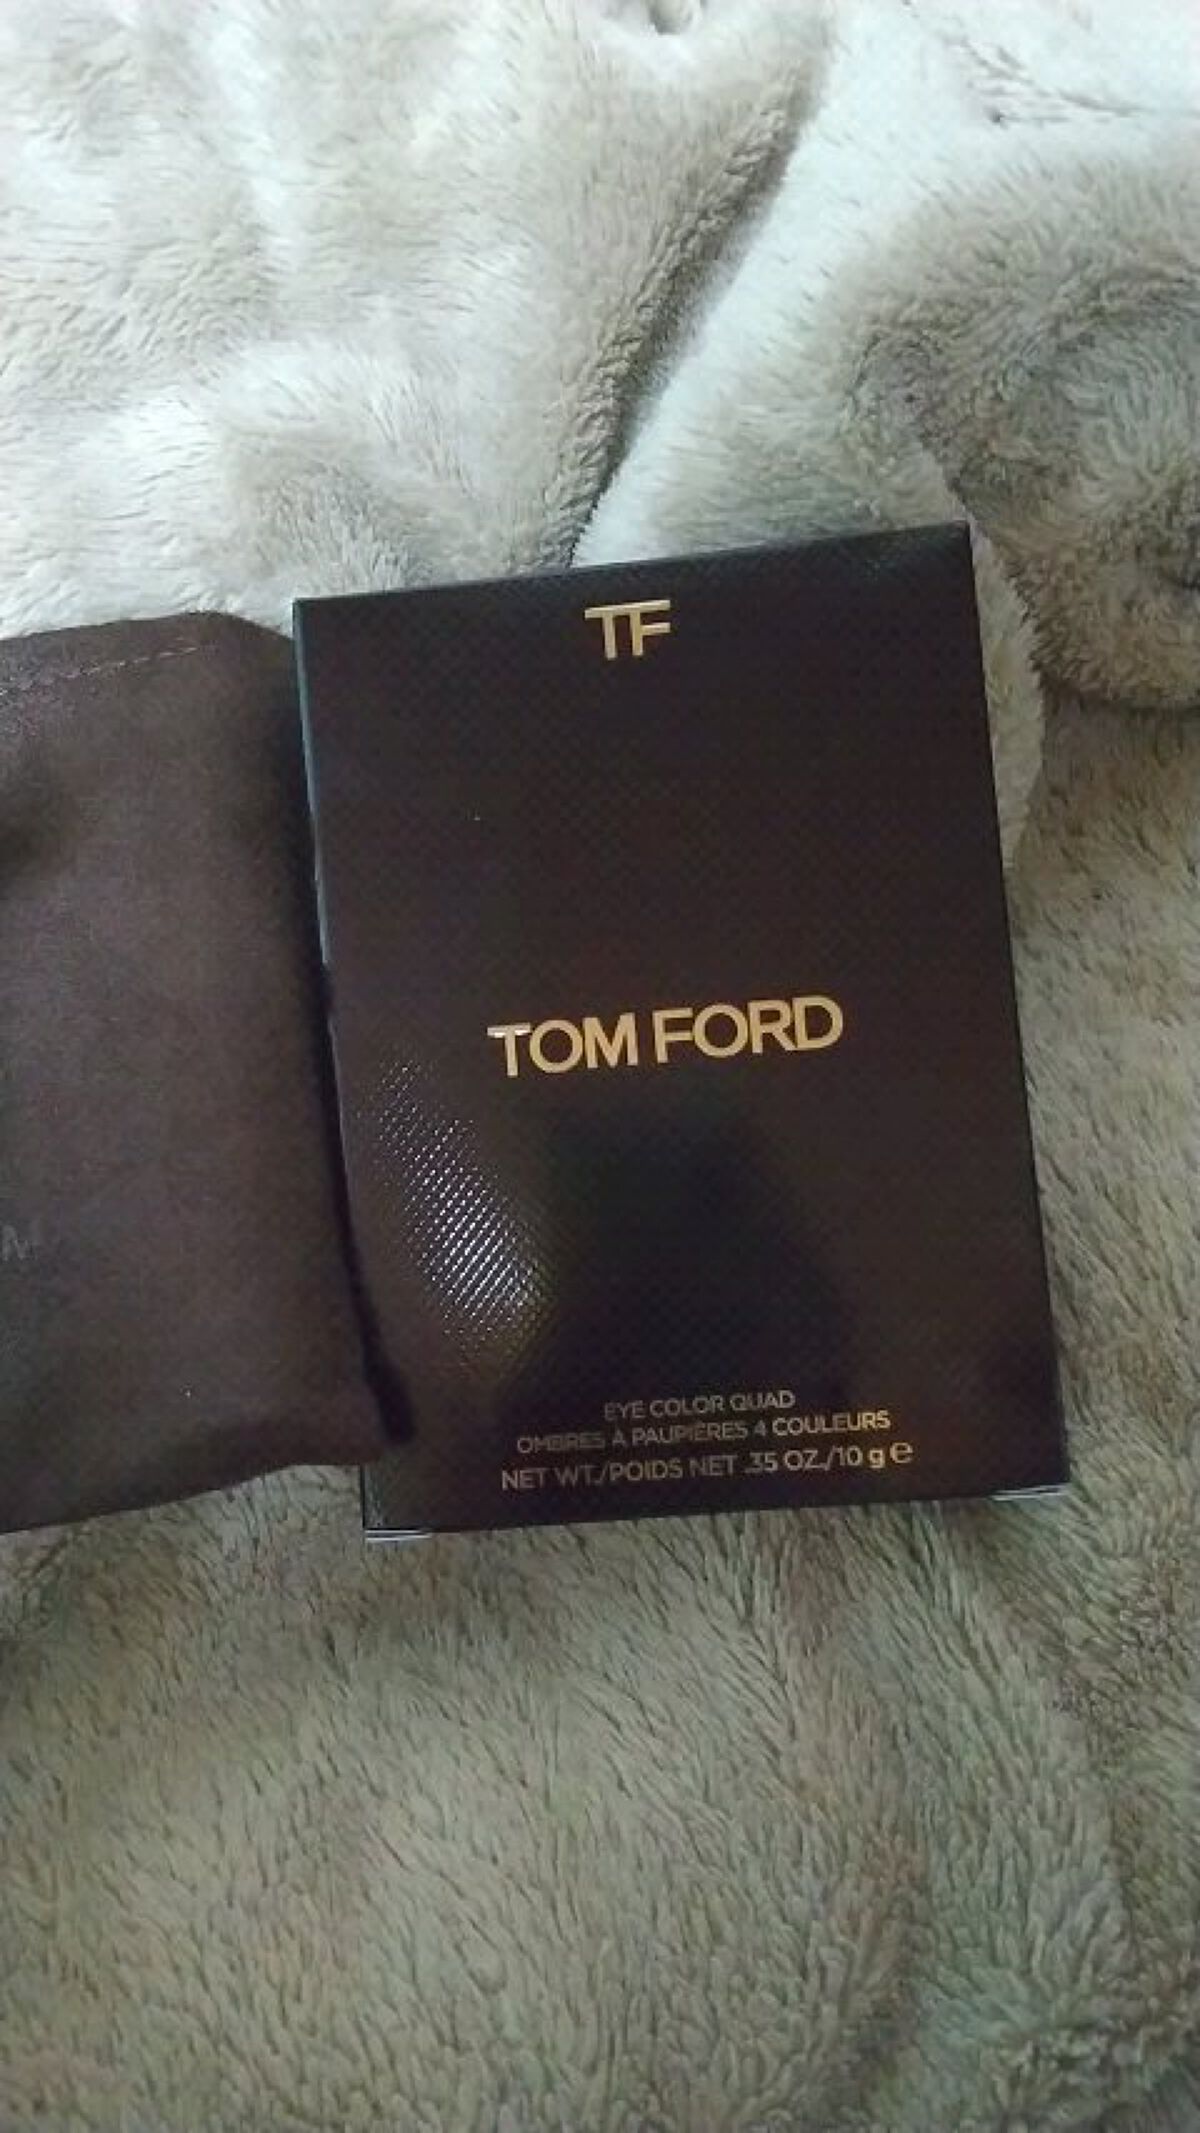 TF
TOM FORD
M
EYE COLOR QUAD
OMBRES À PAUPIÈRES 4 COULEURS
NET WT./POIDS NET .35 OZ./10 g e